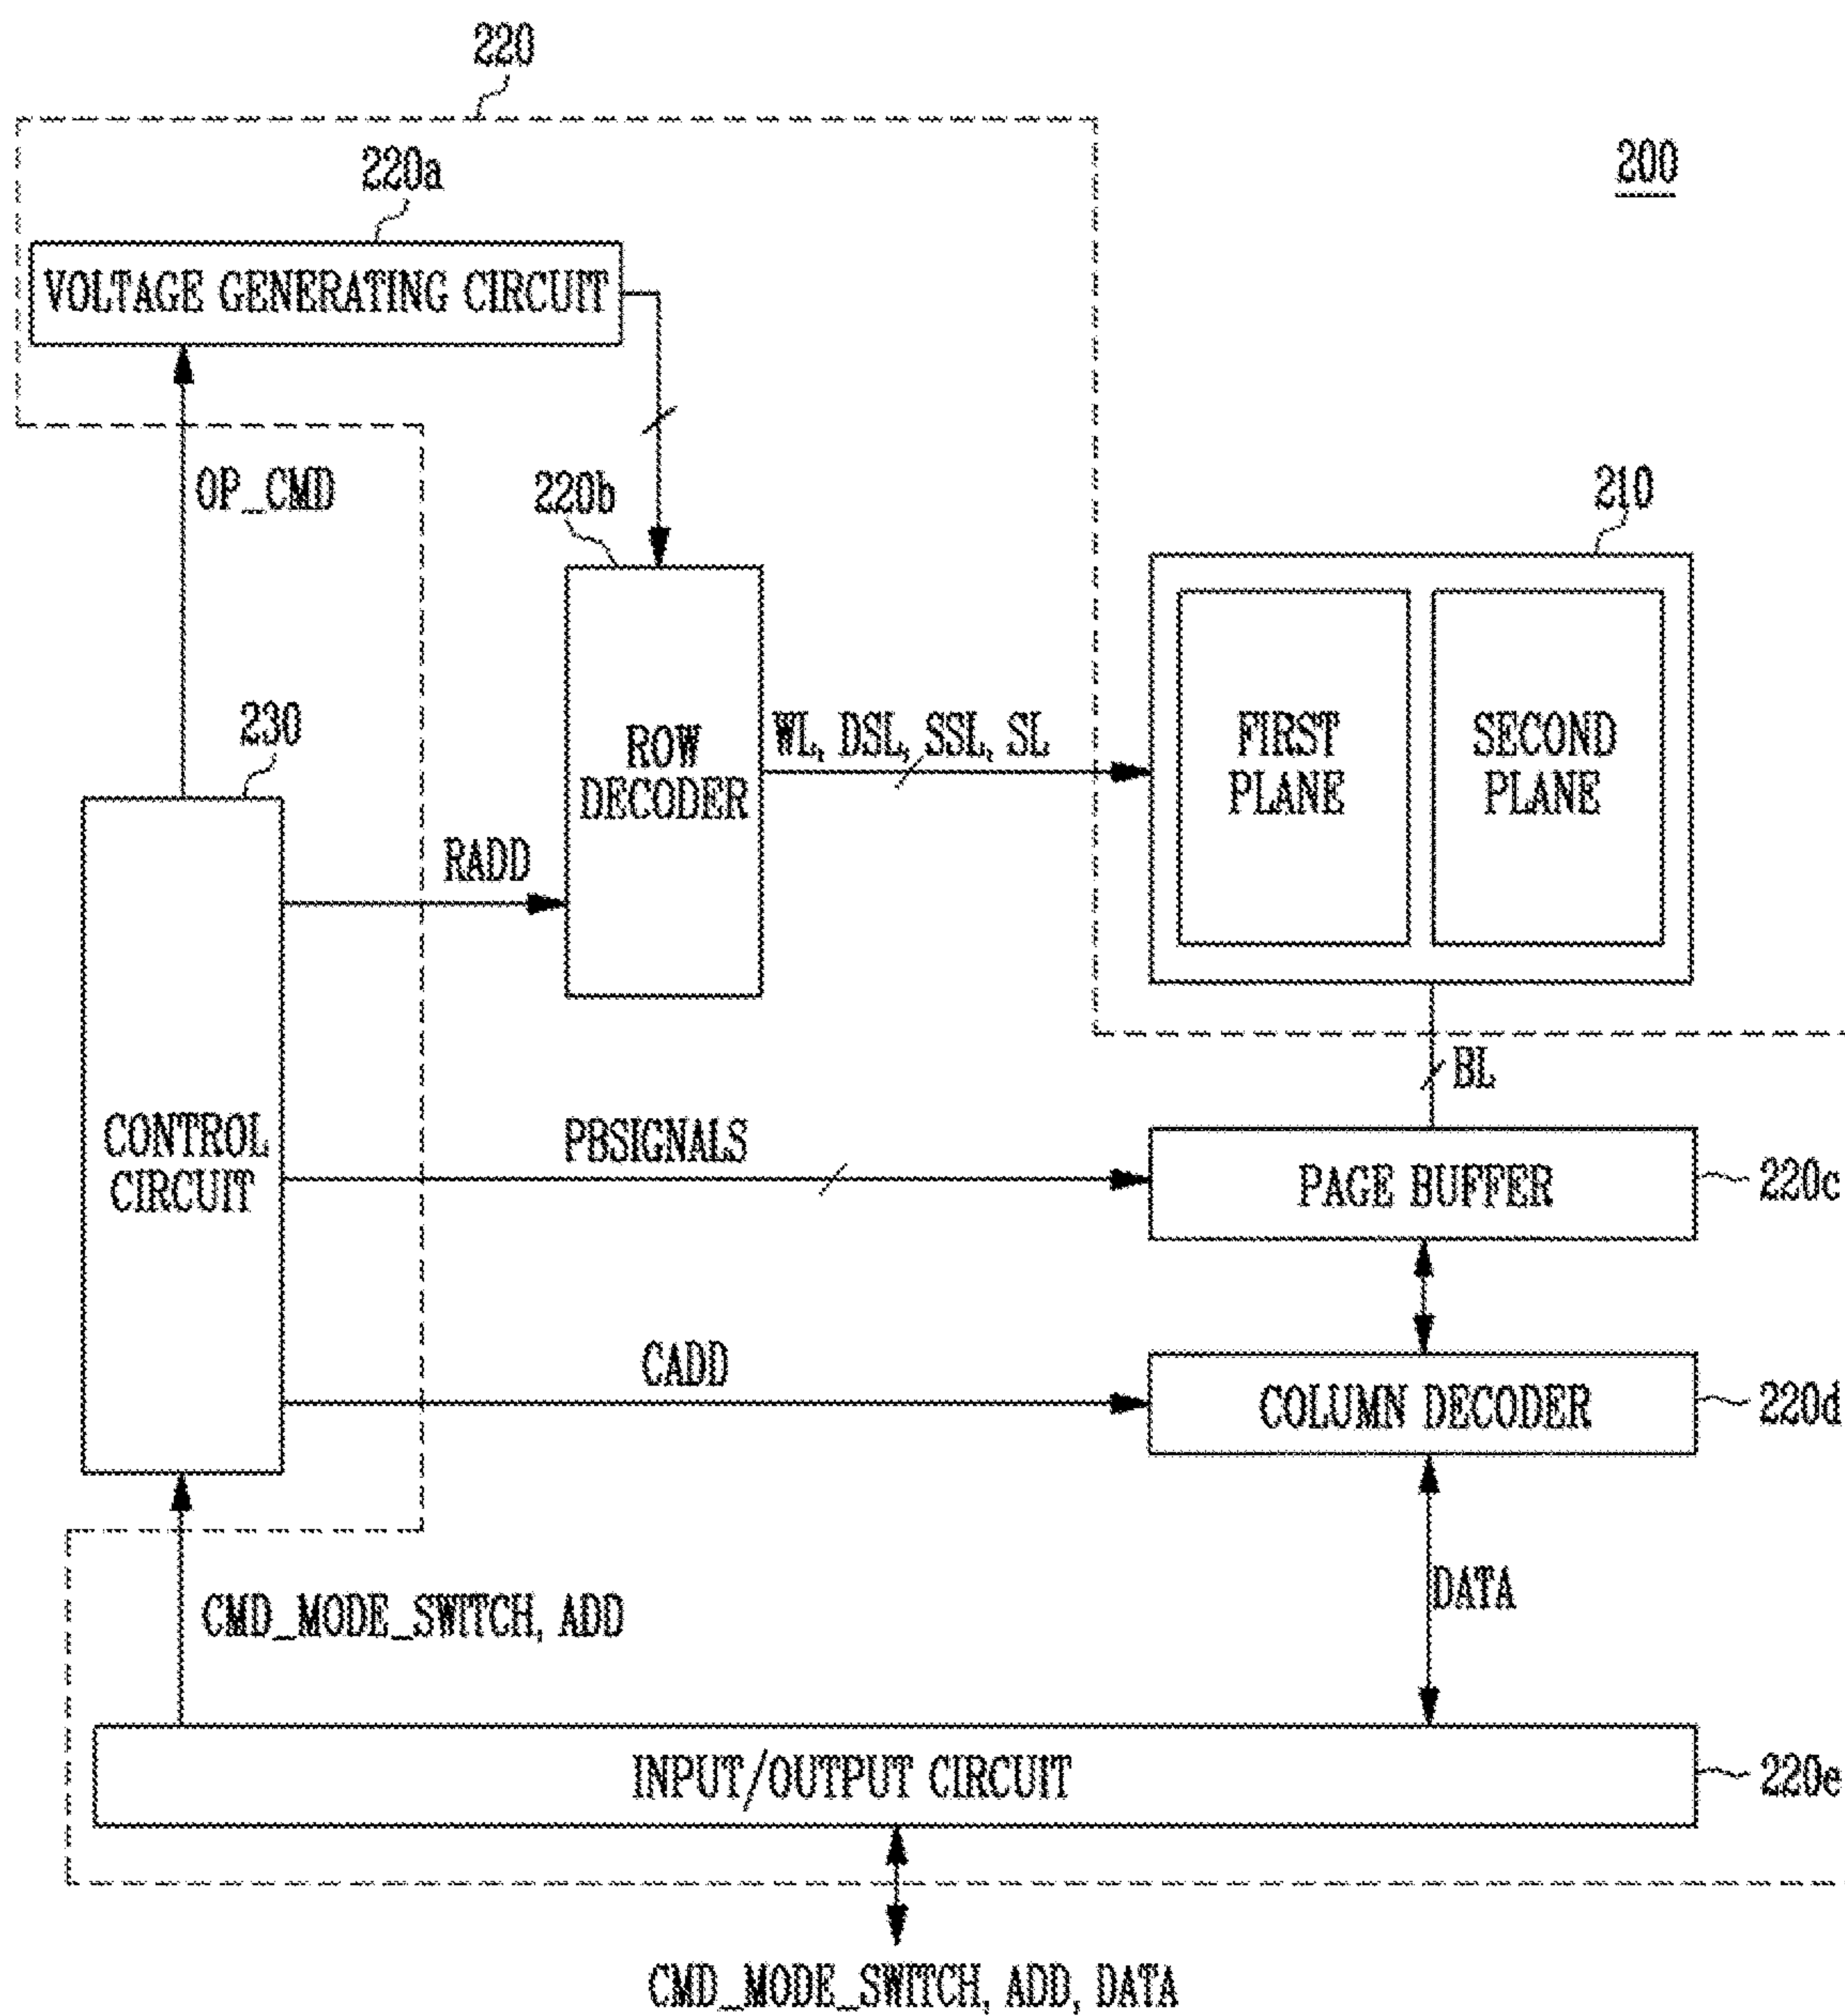 220
200
220a
VOLTAGE GENERATING CIRCUIT
OP_CMD
220b
210
230
ROW
DECODER
WL, DSL, SSL, SL
FIRST
PLANE
SECOND
PLANE
RADD
BL
CONTROL
CIRCUIT
PBSIGNALS
PAGE BUFFER
220c
CADD
COLUMN DECODER
220d
CMD_MODE_SWITCH, ADD
DATA
INPUT/OUTPUT CIRCUIT
220e
CMD_MODE_SWITCH, ADD, DATA